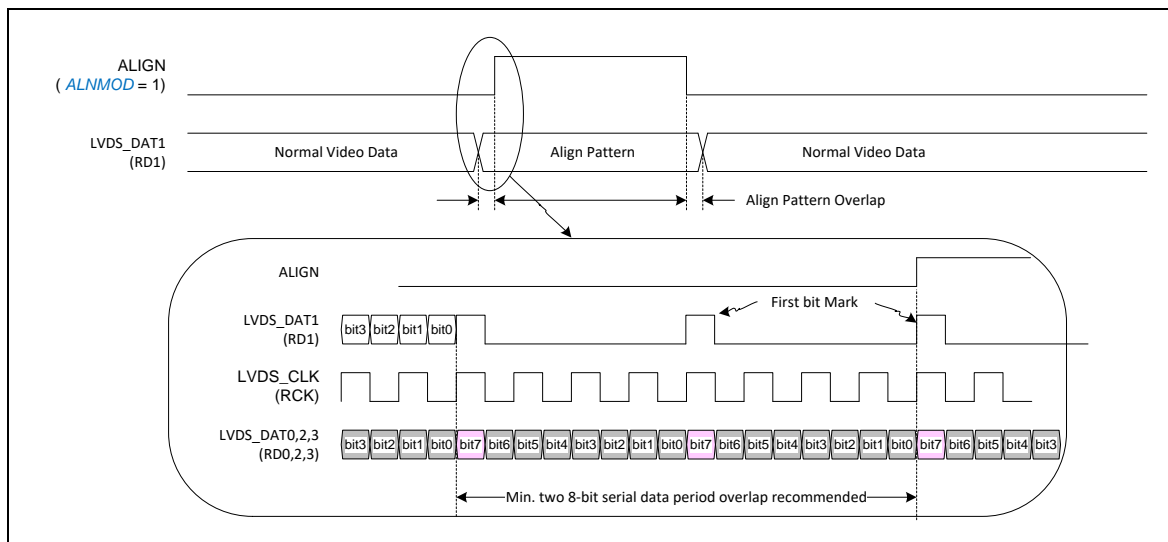 ALIGN
( ALNMOD = 1)
LVDS_DAT1
(RD1)
Normal Video Data
Align Pattern
Normal Video Data
Align Pattern Overlap
ALIGN
First bit Mark
LVDS_DAT1
(RD1)
bit3 bit2 bit1 bit0
LVDS_CLK
(RCK)
LVDS_DAT0,2,3
(RD0,2,3)
bit3 bit2 bit1 bit0 bit7 bit6 bit5 bit4 bit3 bit2 bit1 bit0 bit7 bit6 bit5 bit4 bit3 bit2 bit1 bit0 bit7 bit6 bit5 bit4 bit3
Min. two 8-bit serial data period overlap recommended